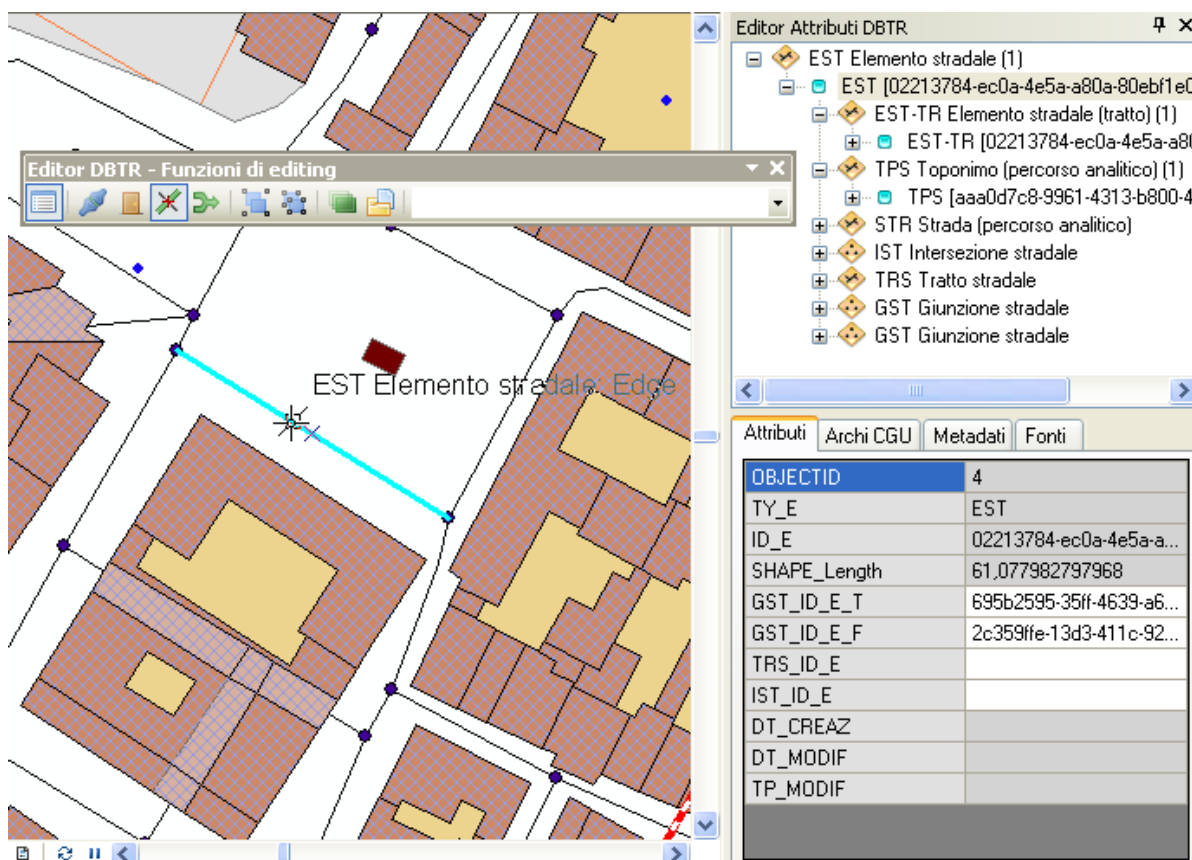 Editor DBTR - Funzioni di editing
EST Elemento stradale: Edge
Editor Attributi DBTR
EST Elemento stradale (1)
EST [02213784-ec0a-4e5a-a80a-80ebf1e0
EST-TR Elemento stradale (tratto) (1)
EST-TR [02213784-ec0a-4e5a-a80
TPS Toponimo (percorso analitico) (1)
TPS [aaa0d7c8-9961-4313-b800-4
STR Strada (percorso analitico)
IST Intersezione stradale
TRS Tratto stradale
GST Giunzione stradale
GST Giunzione stradale
Attributi Archi CGU Metadati Fonti
OBJECTID 4
TY_E EST
ID_E 02213784-ec0a-4e5a-a...
SHAPE_Length 61,077982797968
GST_ID_E_T 695b2595-35ff-4639-a6...
GST_ID_E_F 2c359ffe-13d3-411c-92...
TRS_ID_E
IST_ID_E
DT_CREAZ
DT_MODIF
TP_MODIF